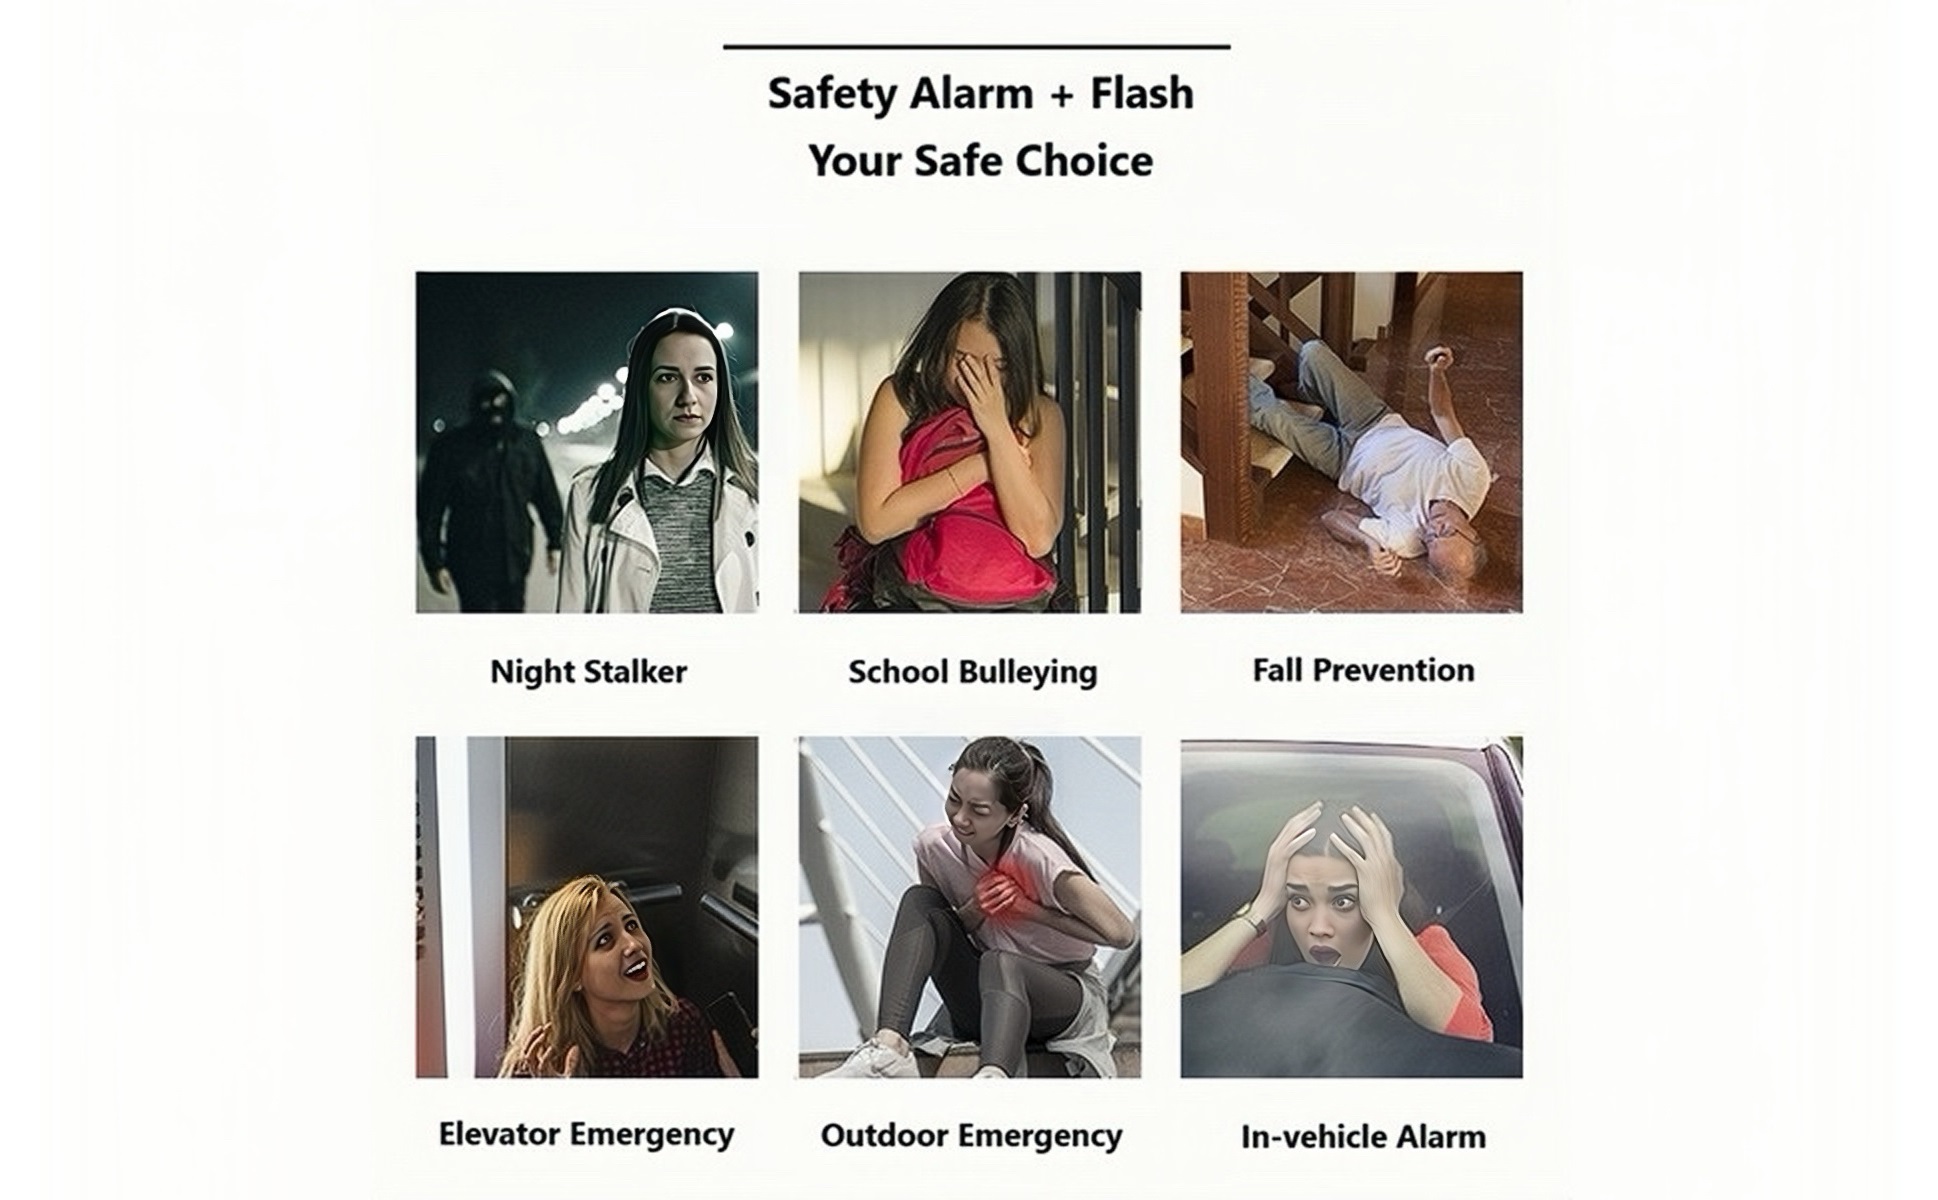 Safety Alarm + Flash
Your Safe Choice
Night Stalker
School Bulleying
Fall Prevention
Elevator Emergency
Outdoor Emergency
In-vehicle Alarm